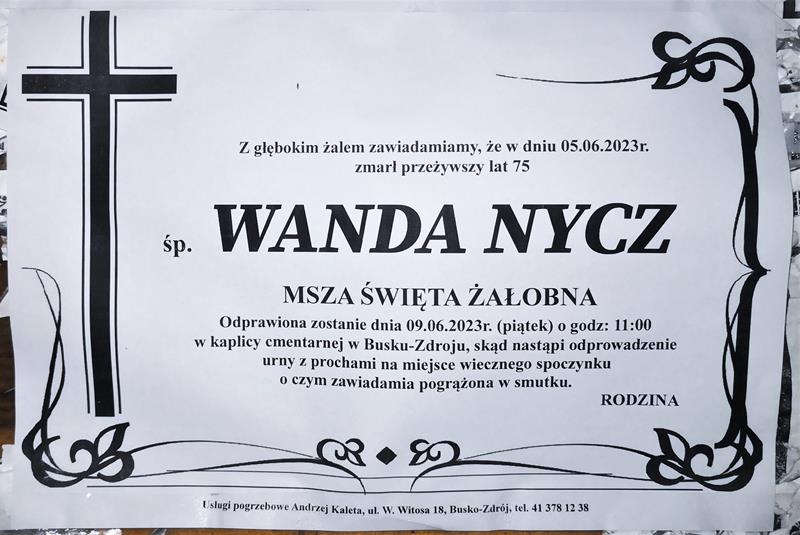 Z głębokim żalem zawiadamiamy, że w dniu 05.06.2023r.
zmarł przeżywszy lat 75
śp. WANDA NYCZ
MSZA ŚWIĘTA ŻAŁOBNA
Odprawiona zostanie dnia 09.06.2023r. (piątek) o godz: 11:00
w kaplicy cmentarnej w Busku-Zdroju, skąd nastąpi odprowadzenie
urny z prochami na miejsce wiecznego spoczynku
o czym zawiadamia pogrążona w smutku.
RODZINA
Usługi pogrzebowe Andrzej Kaleta, ul. W. Witosa 18, Busko-Zdrój, tel. 41 378 12 38